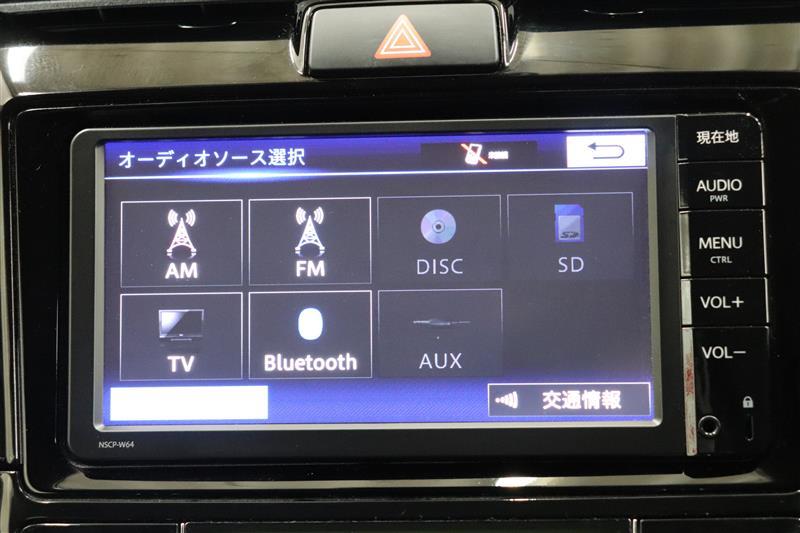 オーディオソース選択
現在地
AM
FM
DISC
SD
AUDIO
PWR
MENU
CTRL
TV
Bluetooth
AUX
VOL+
VOL−
交通情報
NSCP-W64